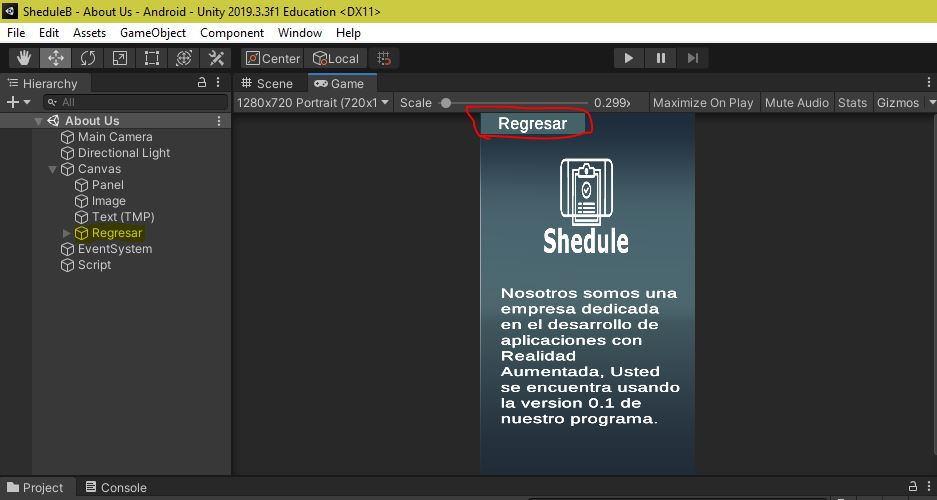 SheduleB - About Us - Android - Unity 2019.3.3f1 Education <DX11>
File Edit Assets GameObject Component Window Help
Center Local
Hierarchy
Scene Game
All
1280x720 Portrait (720x1 Scale 0.299x Maximize On Play Mute Audio Stats Gizmos
About Us
Main Camera
Directional Light
Canvas
Panel
Image
Text (TMP)
Regresar
EventSystem
Script
Regresar
Shedule
Nosotros somos una
empresa dedicada
en el desarrollo de
aplicaciones con
Realidad
Aumentada, Usted
se encuentra usando
la version 0.1 de
nuestro programa.
Project Console